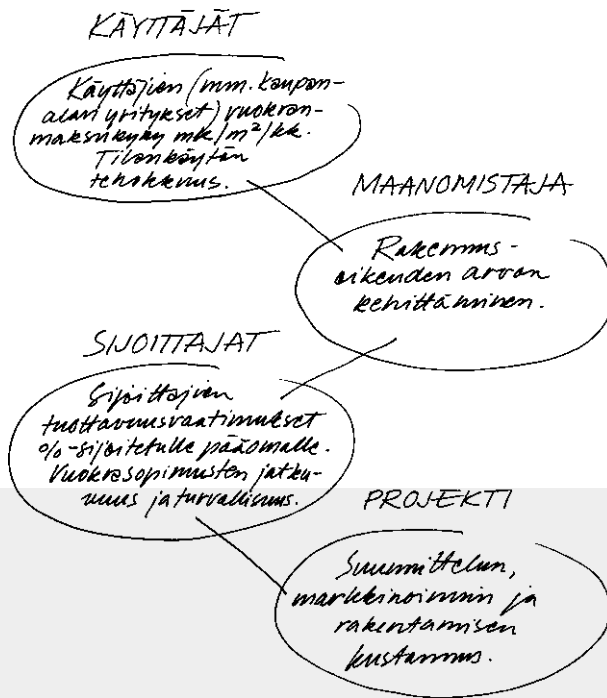 KÄYTTÄJÄT
Käyttäjien (mm. kaupan-
alan yritykset) vuokran-
maksukyky mk/m²/kk.
Tilankäytön
tehokkuus.
MAANOMISTAJA
Rakennus-
oikeuden arvon
kehittäminen.
SIJOITTAJAT
Sijoittajien
tuottavuusvaatimukset
%-sijoitetulle pääomalle.
Vuokrasopimusten jatku-
vuus ja turvallisuus.
PROJEKTI
Suunnittelun,
markkinoinnin ja
rakentamisen
kustannus.